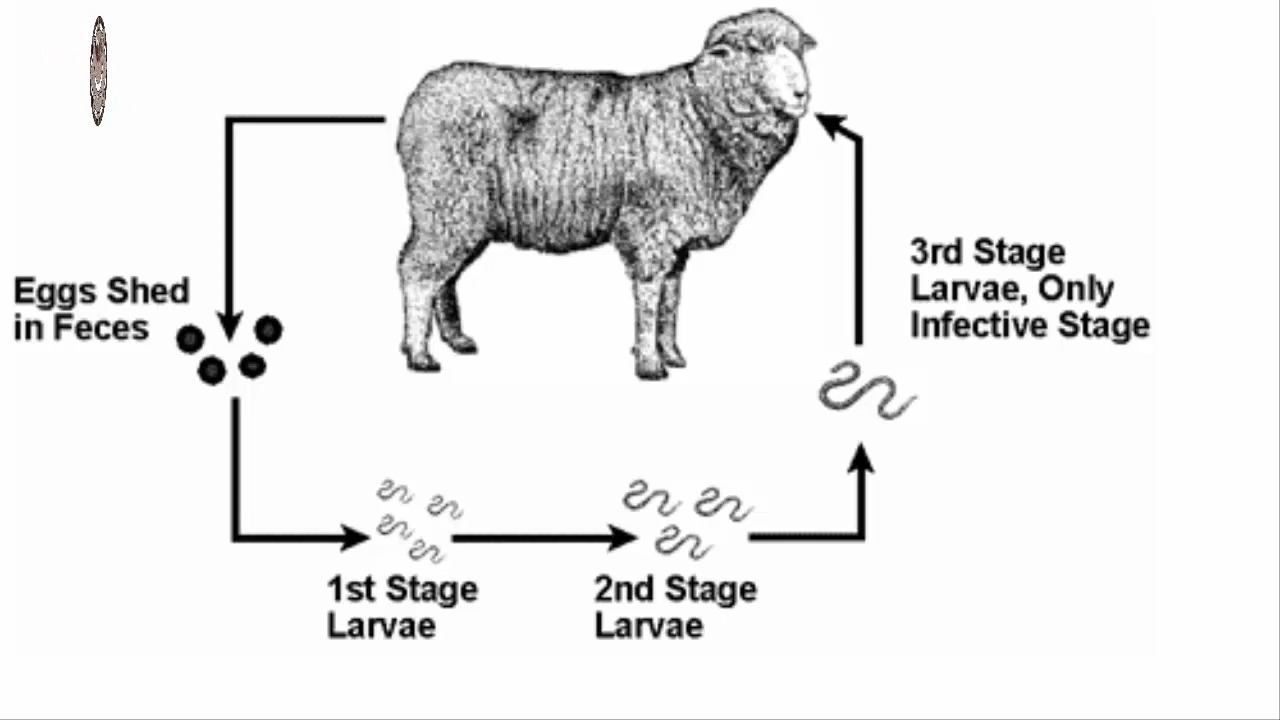 Eggs Shed
in Feces
1st Stage
Larvae
2nd Stage
Larvae
3rd Stage
Larvae, Only
Infective Stage